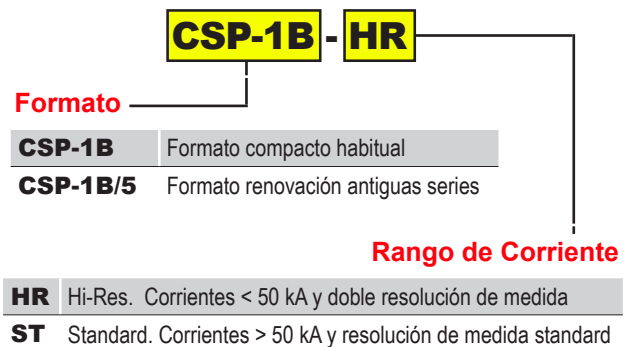 CSP-1B - HR
Formato
CSP-1B Formato compacto habitual
CSP-1B/5 Formato renovación antiguas series
Rango de Corriente
HR Hi-Res. Corrientes < 50 kA y doble resolución de medida
ST Standard. Corrientes > 50 kA y resolución de medida standard